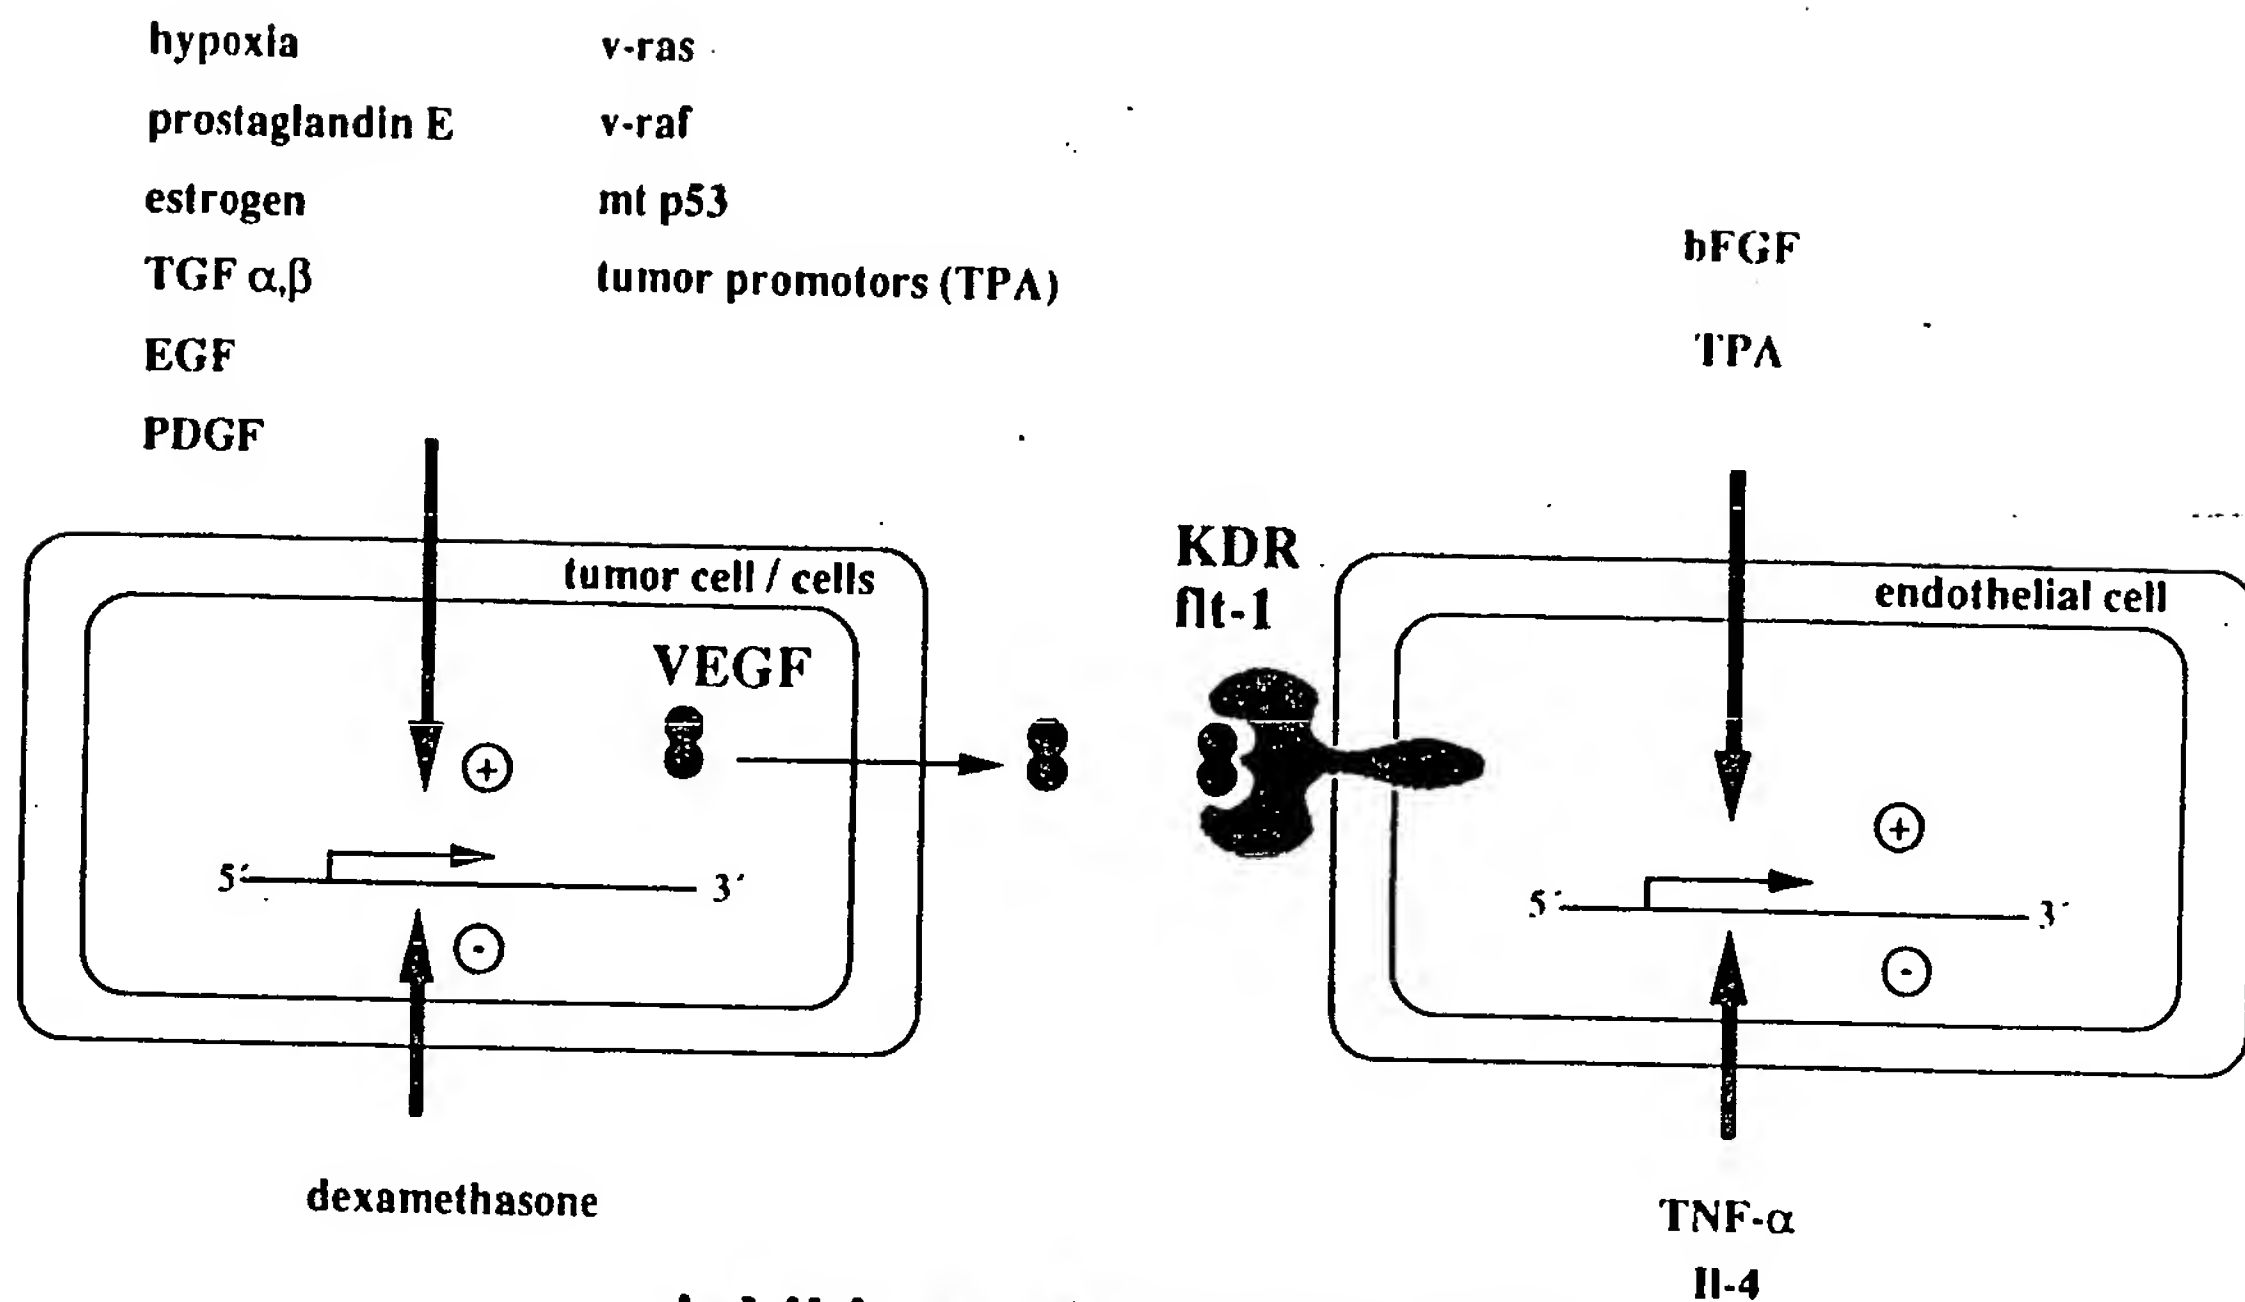 hypoxia
prostaglandin E
estrogen
TGF α,β
EGF
PDGF
v-ras
v-raf
mt p53
tumor promotors (TPA)
bFGF
TPA
tumor cell / cells
VEGF
+
5´
3´
-
dexamethasone
KDR
flt-1
endothelial cell
+
5´
3´
-
TNF-α
Il-4